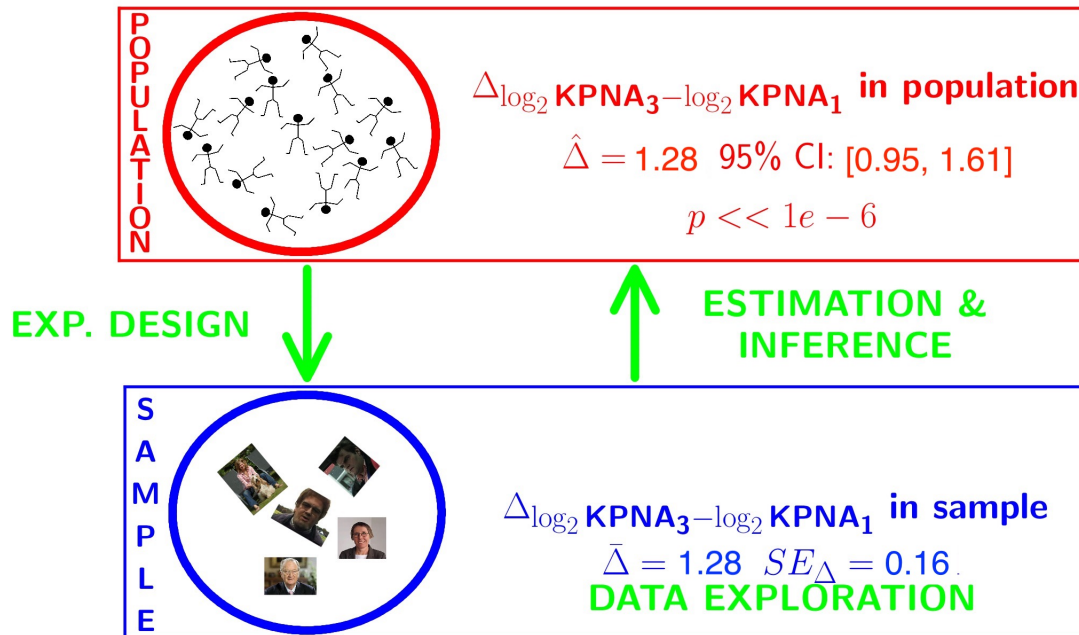 POPULATION
Δlog₂ KPNA₃−log₂ KPNA₁ in population
Δ̂ = 1.28 95% CI: [0.95, 1.61]
p << 1e − 6
EXP. DESIGN
ESTIMATION &
INFERENCE
SAMPLE
Δlog₂ KPNA₃−log₂ KPNA₁ in sample
Δ̄ = 1.28 SE_Δ = 0.16 .
DATA EXPLORATION